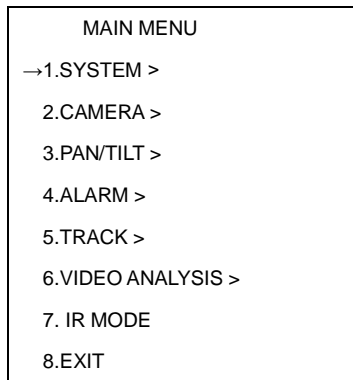 MAIN MENU
→1.SYSTEM >
2.CAMERA >
3.PAN/TILT >
4.ALARM >
5.TRACK >
6.VIDEO ANALYSIS >
7. IR MODE
8.EXIT